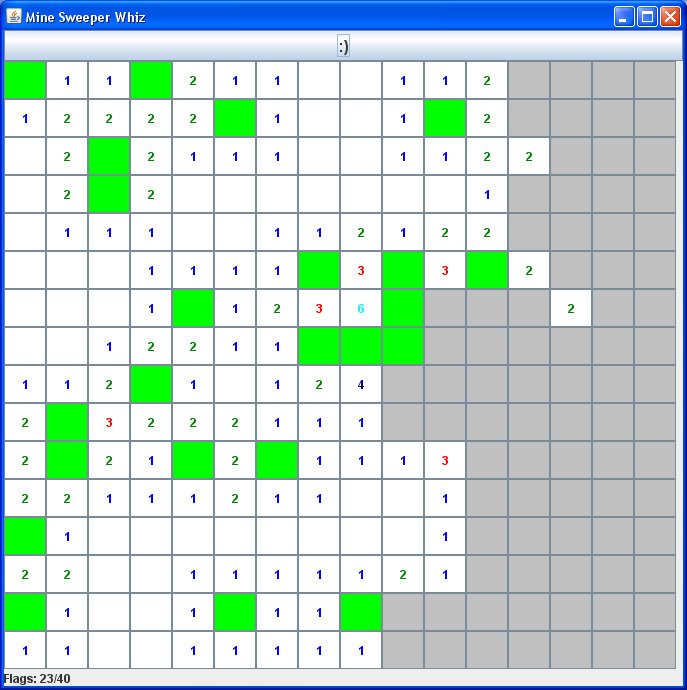 Mine Sweeper Whiz
:)
1 1 2 1 1 1 1 2
1 2 2 2 2 1 1 2
2 2 1 1 1 1 1 2 2
2 2 1
1 1 1 1 1 2 1 2 2
1 1 1 1 3 3 2
1 1 2 3 6 2
1 2 2 1 1
1 1 2 1 1 2 4
2 3 2 2 2 1 1 1
2 2 1 2 1 1 1 3
2 2 1 1 1 2 1 1 1
1 1
2 2 1 1 1 1 1 2 1
1 1 1 1
1 1 1 1 1 1 1
Flags: 23/40